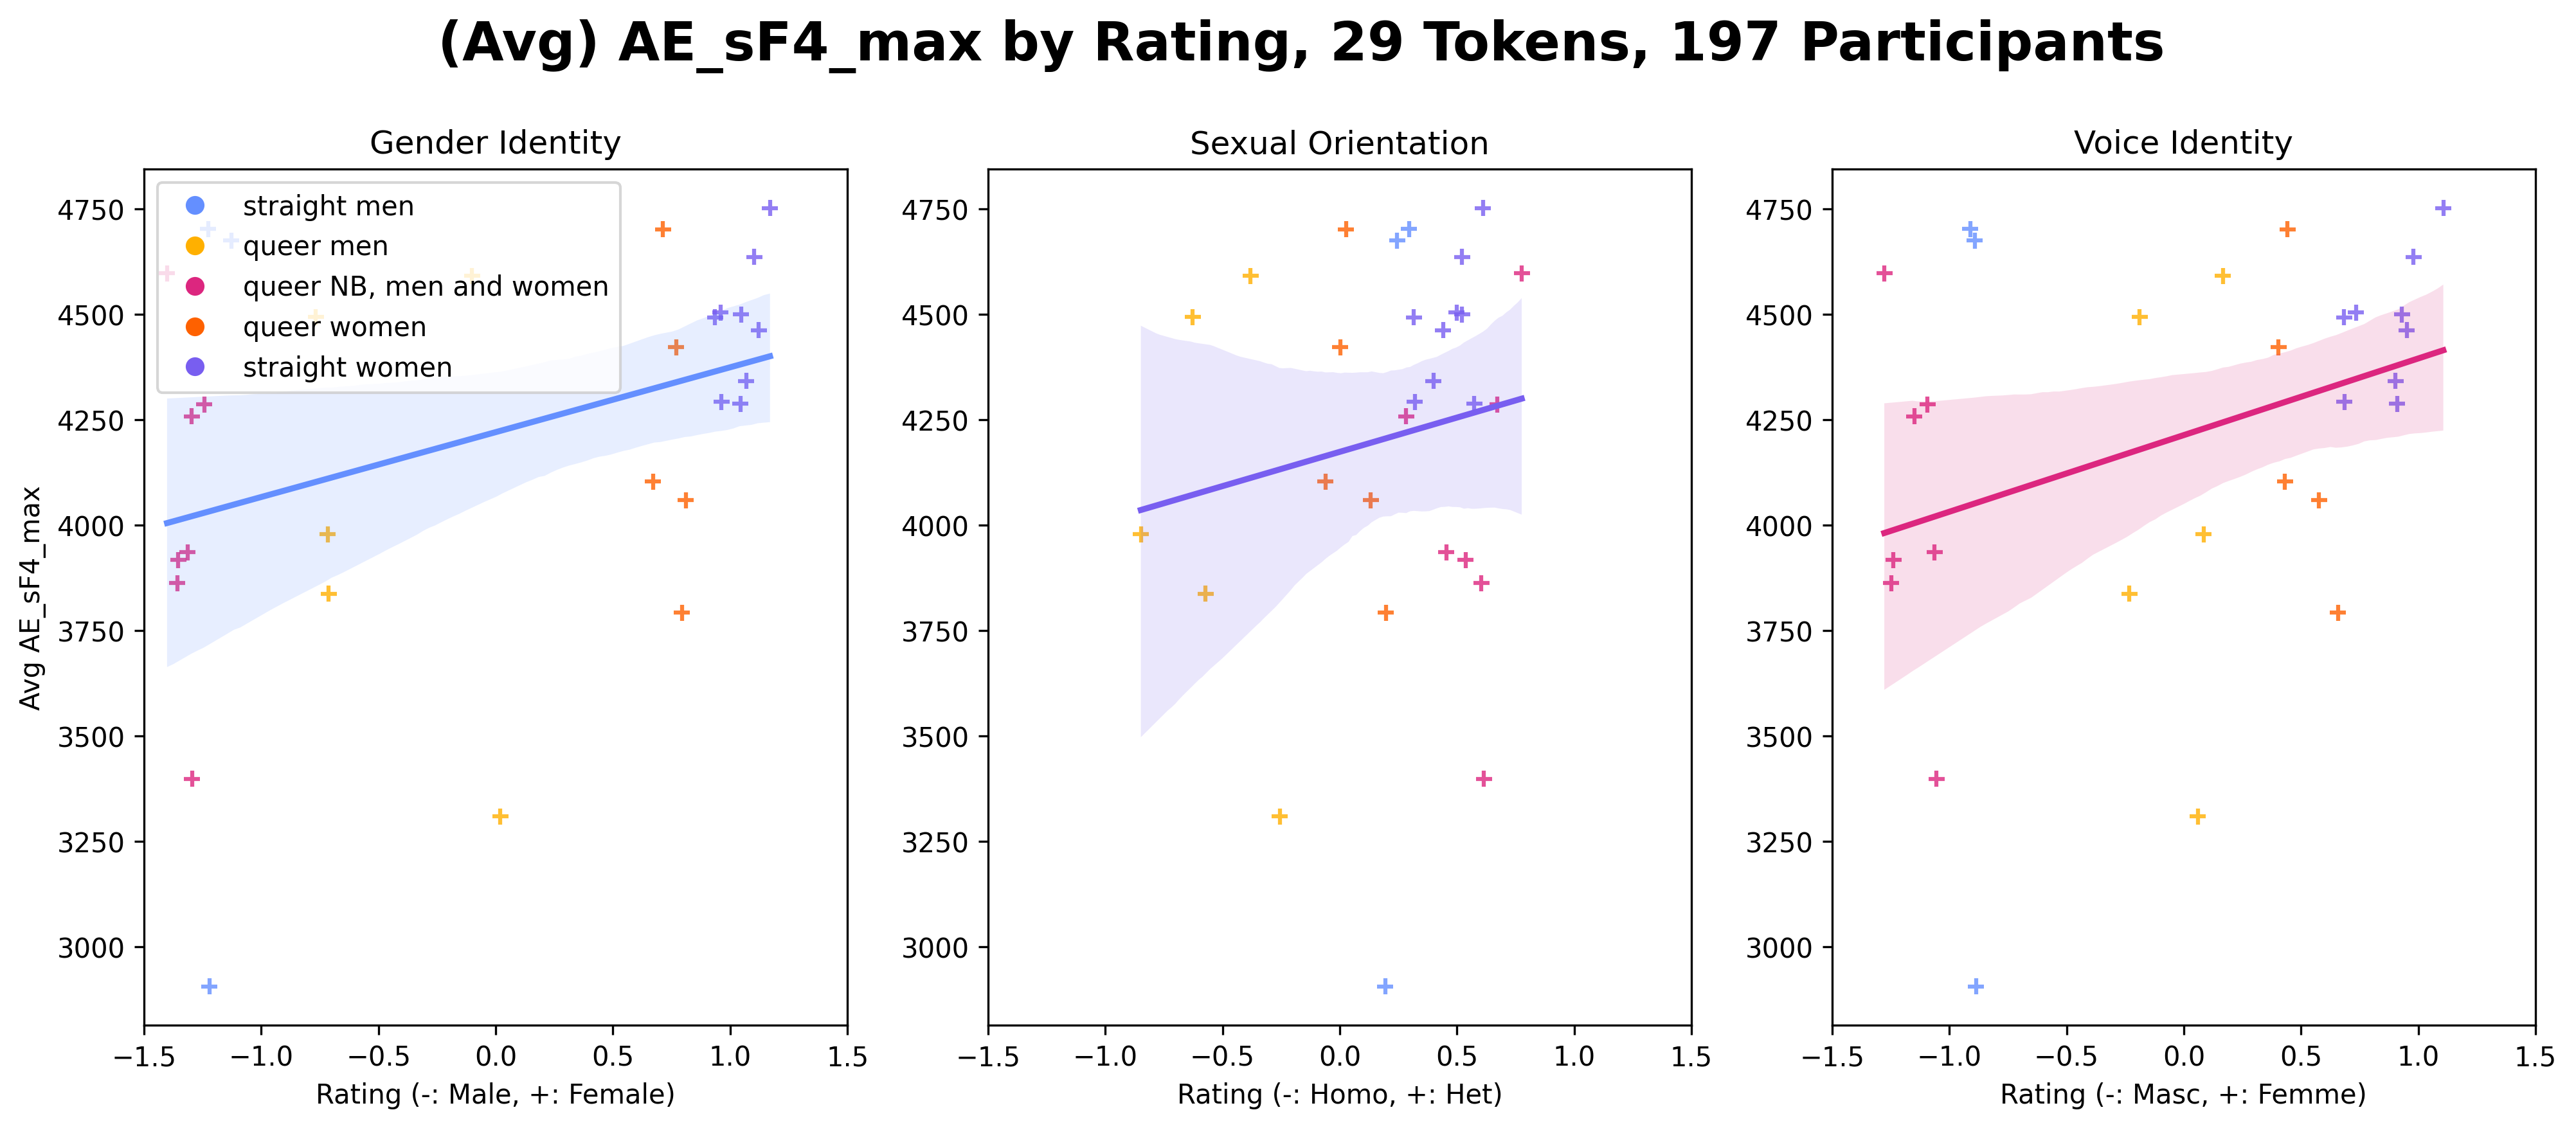 (Avg) AE_sF4_max by Rating, 29 Tokens, 197 Participants
Gender Identity
Sexual Orientation
Voice Identity
straight men
queer men
queer NB, men and women
queer women
straight women
Avg AE_sF4_max
4750
4500
4250
4000
3750
3500
3250
3000
−1.5 −1.0 −0.5 0.0 0.5 1.0 1.5
Rating (-: Male, +: Female)
4750
4500
4250
4000
3750
3500
3250
3000
−1.5 −1.0 −0.5 0.0 0.5 1.0 1.5
Rating (-: Homo, +: Het)
4750
4500
4250
4000
3750
3500
3250
3000
−1.5 −1.0 −0.5 0.0 0.5 1.0 1.5
Rating (-: Masc, +: Femme)